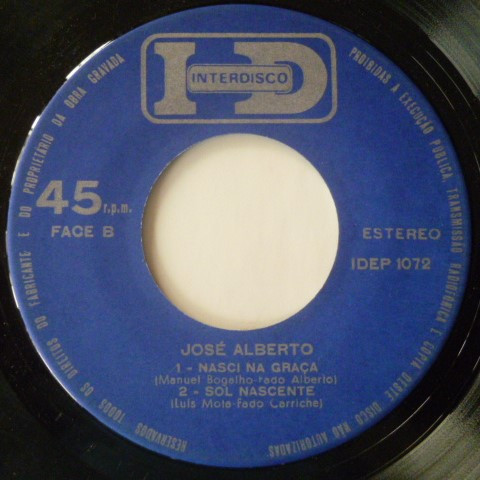 ID
INTERDISCO
45 r.p.m.
FACE B
ESTEREO
IDEP 1072
JOSÉ ALBERTO
1 - NASCI NA GRAÇA
(Manuel Bogalho-Fado Alberto)
2 - SOL NASCENTE
(Luis Mota-Fado Carriche)
RESERVADOS TODOS OS DIREITOS DO FABRICANTE E DO PROPRIETÁRIO DA OBRA GRAVADA
PROIBIDAS A EXECUÇÃO PÚBLICA, TRANSMISSÃO RADIOFÓNICA E COPIA DESTE DISCO NÃO AUTORIZADAS